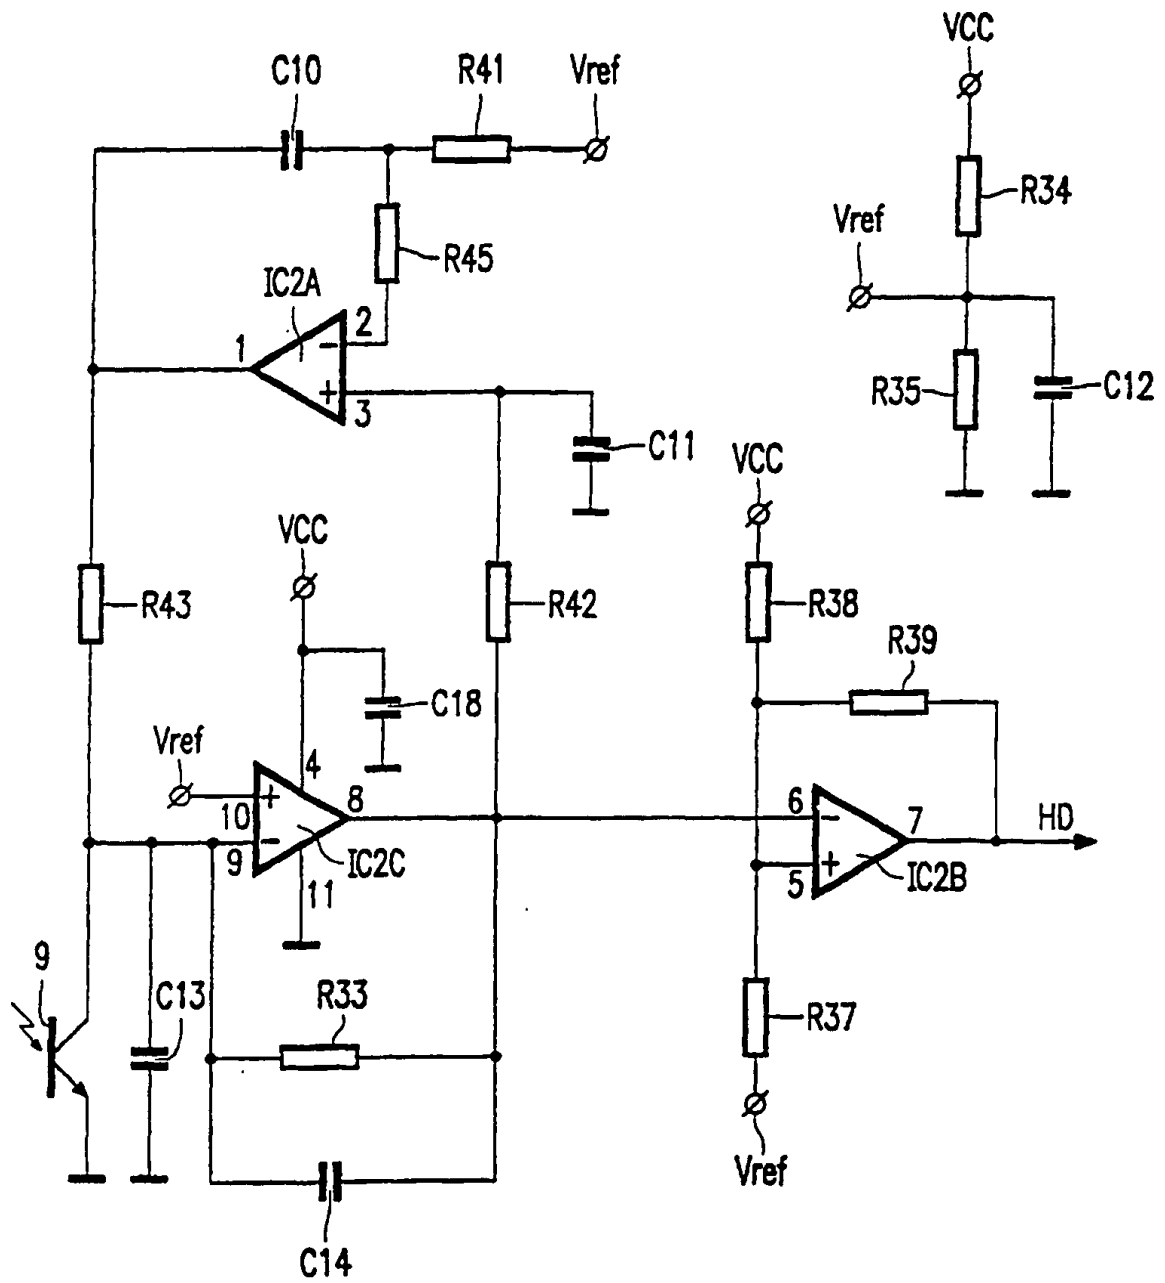 VCC
C10
R41
Vref
R34
Vref
R45
IC2A
2
1
3
R35
C12
C11
VCC
VCC
R43
R42
R38
R39
C18
Vref
4
10
8
6
7
HD
9
IC2C
5
IC2B
11
9
C13
R33
R37
Vref
C14